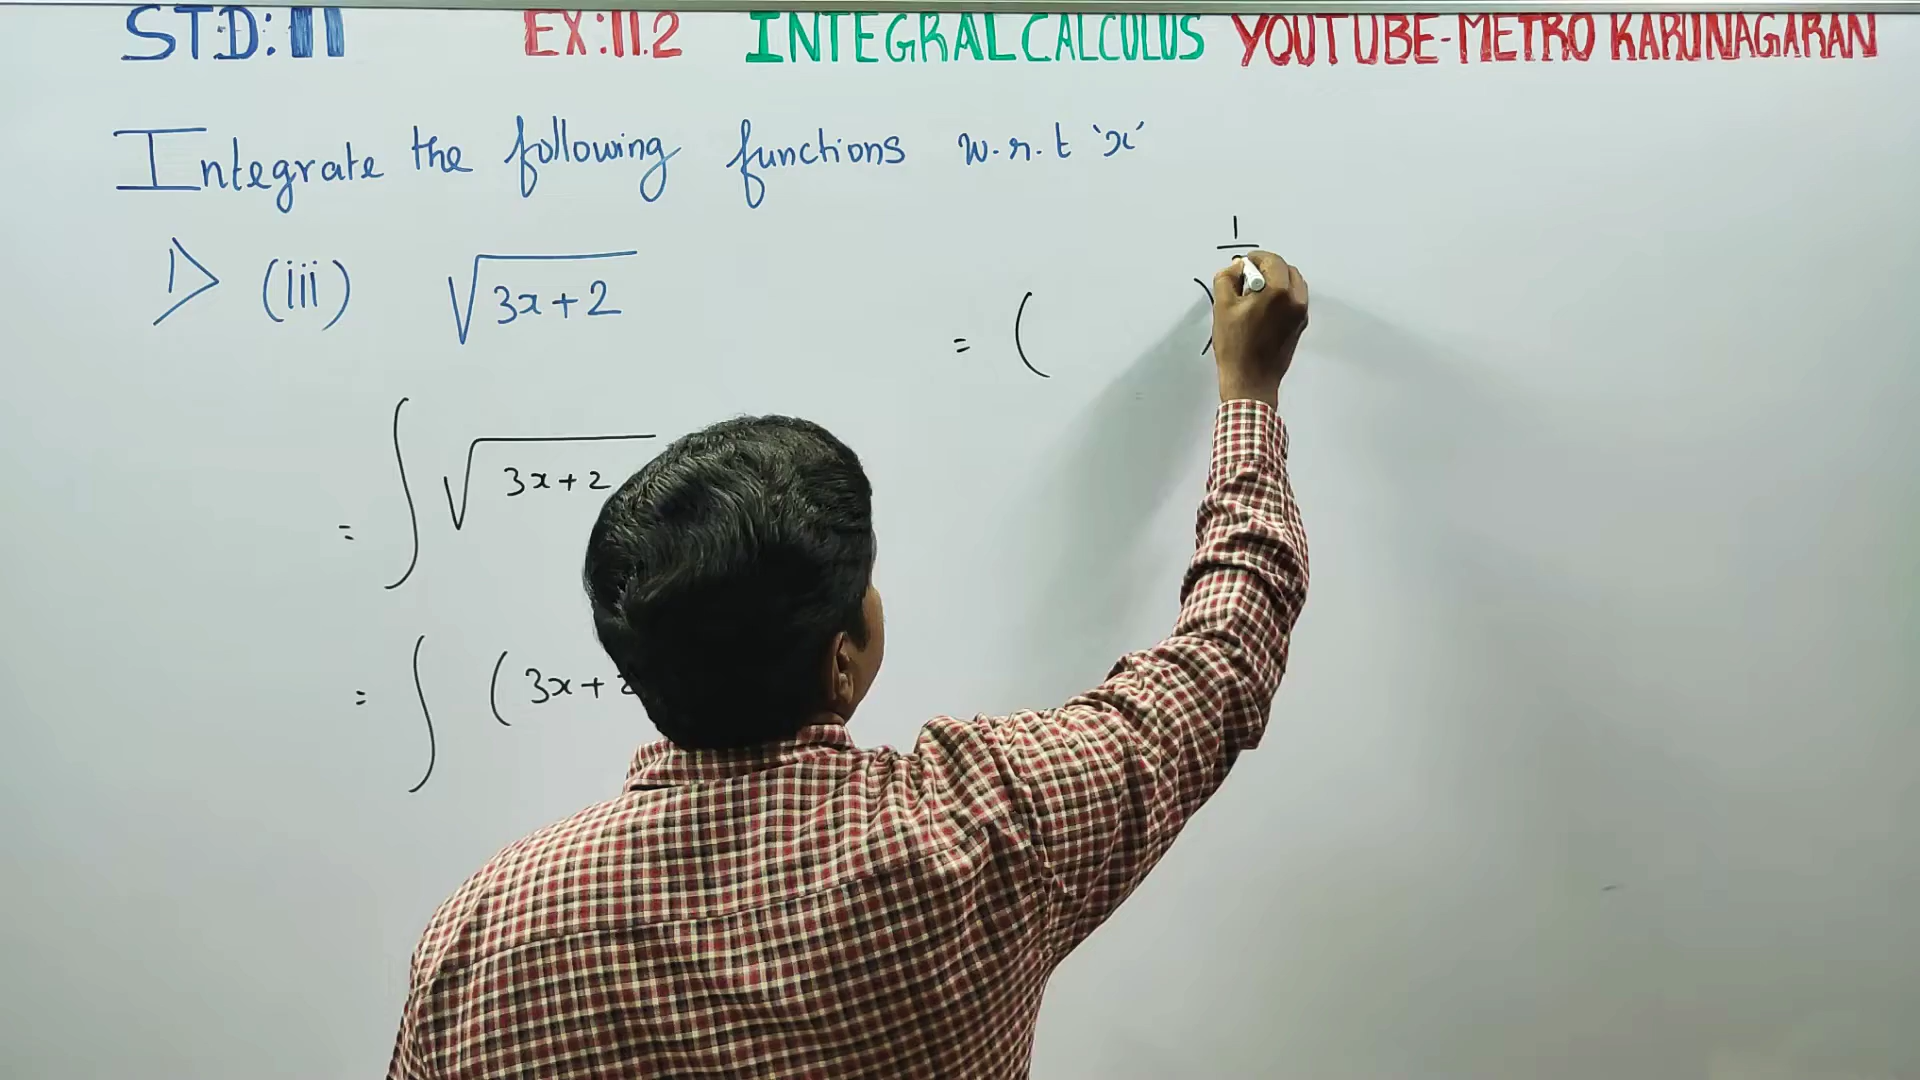 STD: 11 EX:11.2 INTEGRAL CALCULUS YOUTUBE-METRO KARUNAGARAN
Integrate the following functions w.r.t 'x'
1> (iii) √3x+2
= ∫ √3x+2
= ∫ (3x+2
= ( )1